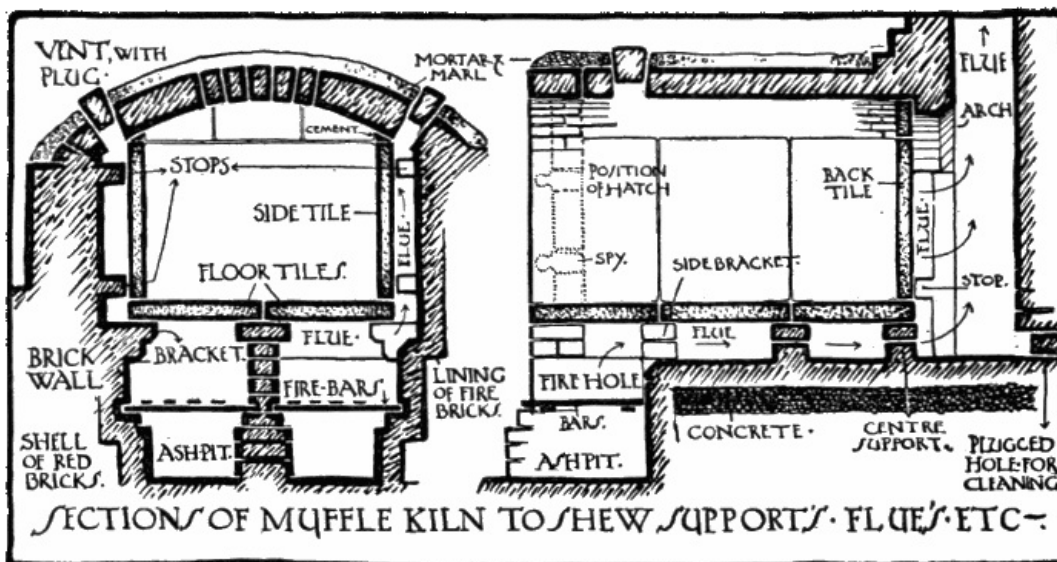 VENT, WITH
PLUG.
MORTAR &
MARL
FLUE
CEMENT
ARCH
STOPS
POSITION
OF HATCH
BACK
TILE
SIDE TILE
FLUE.
FLUE.
FLOOR TILES.
SPY.
SIDE BRACKET.
STOP.
BRACKET.
FLUE.
FLUE
BRICK
WALL
FIRE-BARS.
LINING
OF FIRE
BRICKS.
FIRE HOLE
BARS.
SHELL
OF RED
BRICKS.
ASHPIT.
ASHPIT.
CONCRETE.
CENTRE
SUPPORT.
PLUGGED
HOLE·FOR
CLEANING
SECTIONS OF MUFFLE KILN TO SHEW SUPPORT'S· FLUE'S· ETC~.